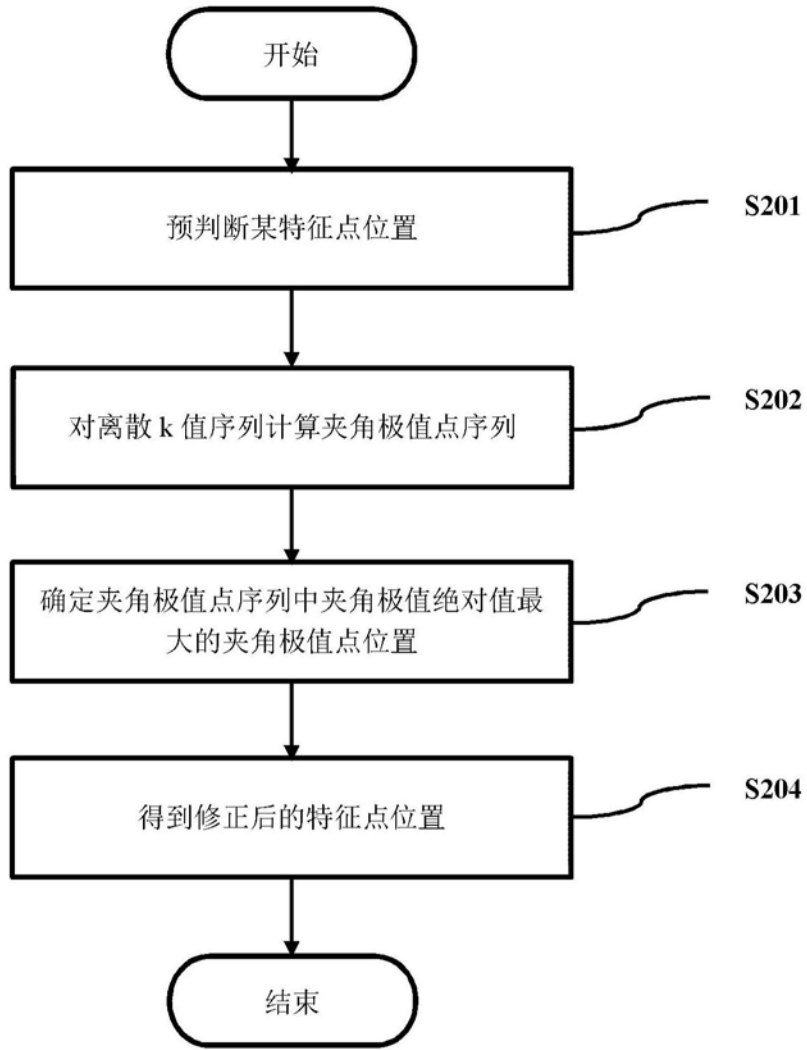 开始
预判断某特征点位置
S201
对离散 k 值序列计算夹角极值点序列
S202
确定夹角极值点序列中夹角极值绝对值最
大的夹角极值点位置
S203
得到修正后的特征点位置
S204
结束